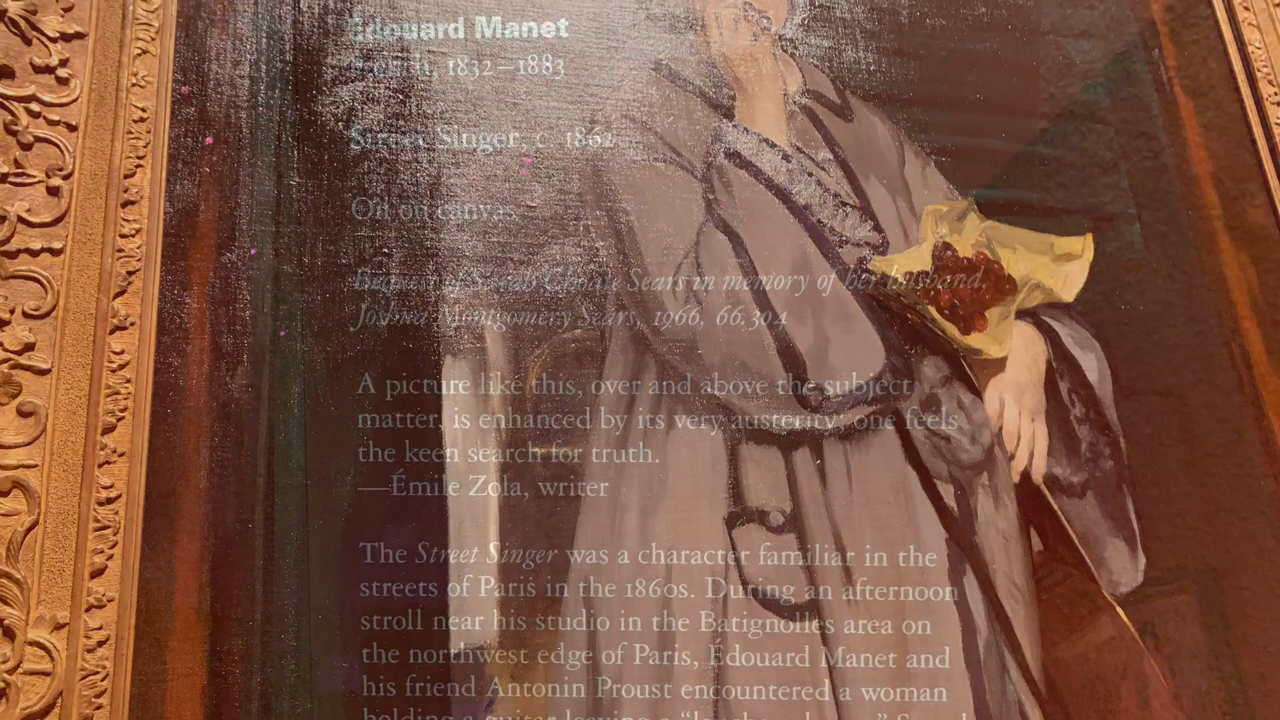 Édouard Manet
French, 1832–1883
Street Singer, c. 1862
Oil on canvas
Bequest of Sarah Choate Sears in memory of her husband,
Joshua Montgomery Sears, 1966, 66.304
A picture like this, over and above the subject
matter, is enhanced by its very austerity; one feels
the keen search for truth.
—Émile Zola, writer
The Street Singer was a character familiar in the
streets of Paris in the 1860s. During an afternoon
stroll near his studio in the Batignolles area on
the northwest edge of Paris, Édouard Manet and
his friend Antonin Proust encountered a woman
holding a guitar leaving a